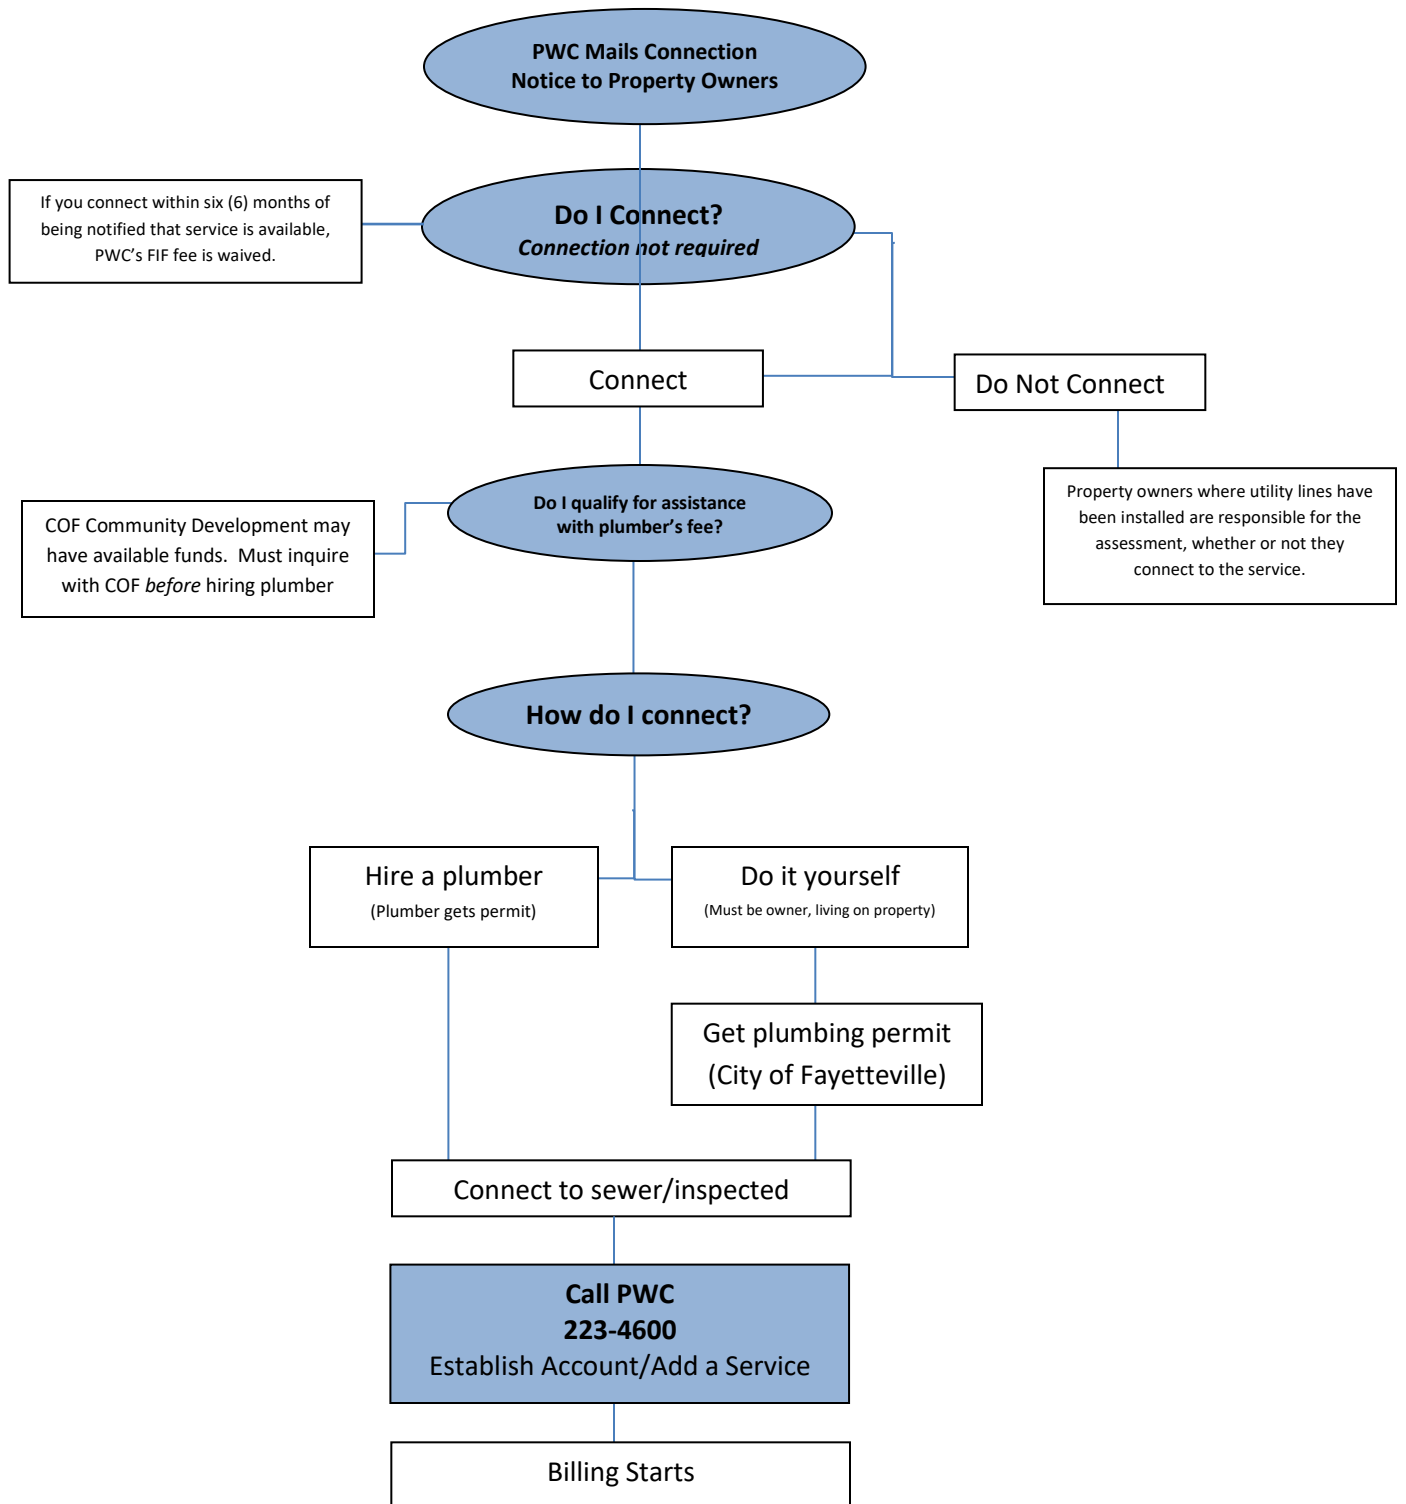 PWC Mails Connection
Notice to Property Owners
If you connect within six (6) months of
being notified that service is available,
PWC’s FIF fee is waived.
Do I Connect?
Connection not required
Connect
Do Not Connect
Property owners where utility lines have
been installed are responsible for the
assessment, whether or not they
connect to the service.
Do I qualify for assistance
with plumber’s fee?
COF Community Development may
have available funds.  Must inquire
with COF before hiring plumber
How do I connect?
Hire a plumber
(Plumber gets permit)
Do it yourself
(Must be owner, living on property)
Get plumbing permit
(City of Fayetteville)
Connect to sewer/inspected
Call PWC
223-4600
Establish Account/Add a Service
Billing Starts